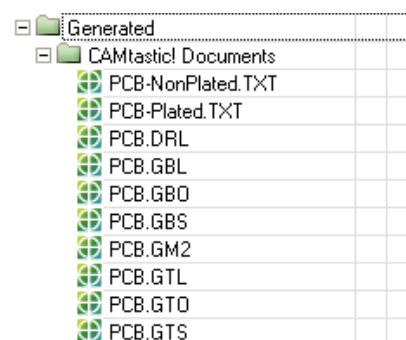 Generated
CAMtastic! Documents
PCB-NonPlated.TXT
PCB-Plated.TXT
PCB.DRL
PCB.GBL
PCB.GBO
PCB.GBS
PCB.GM2
PCB.GTL
PCB.GTO
PCB.GTS